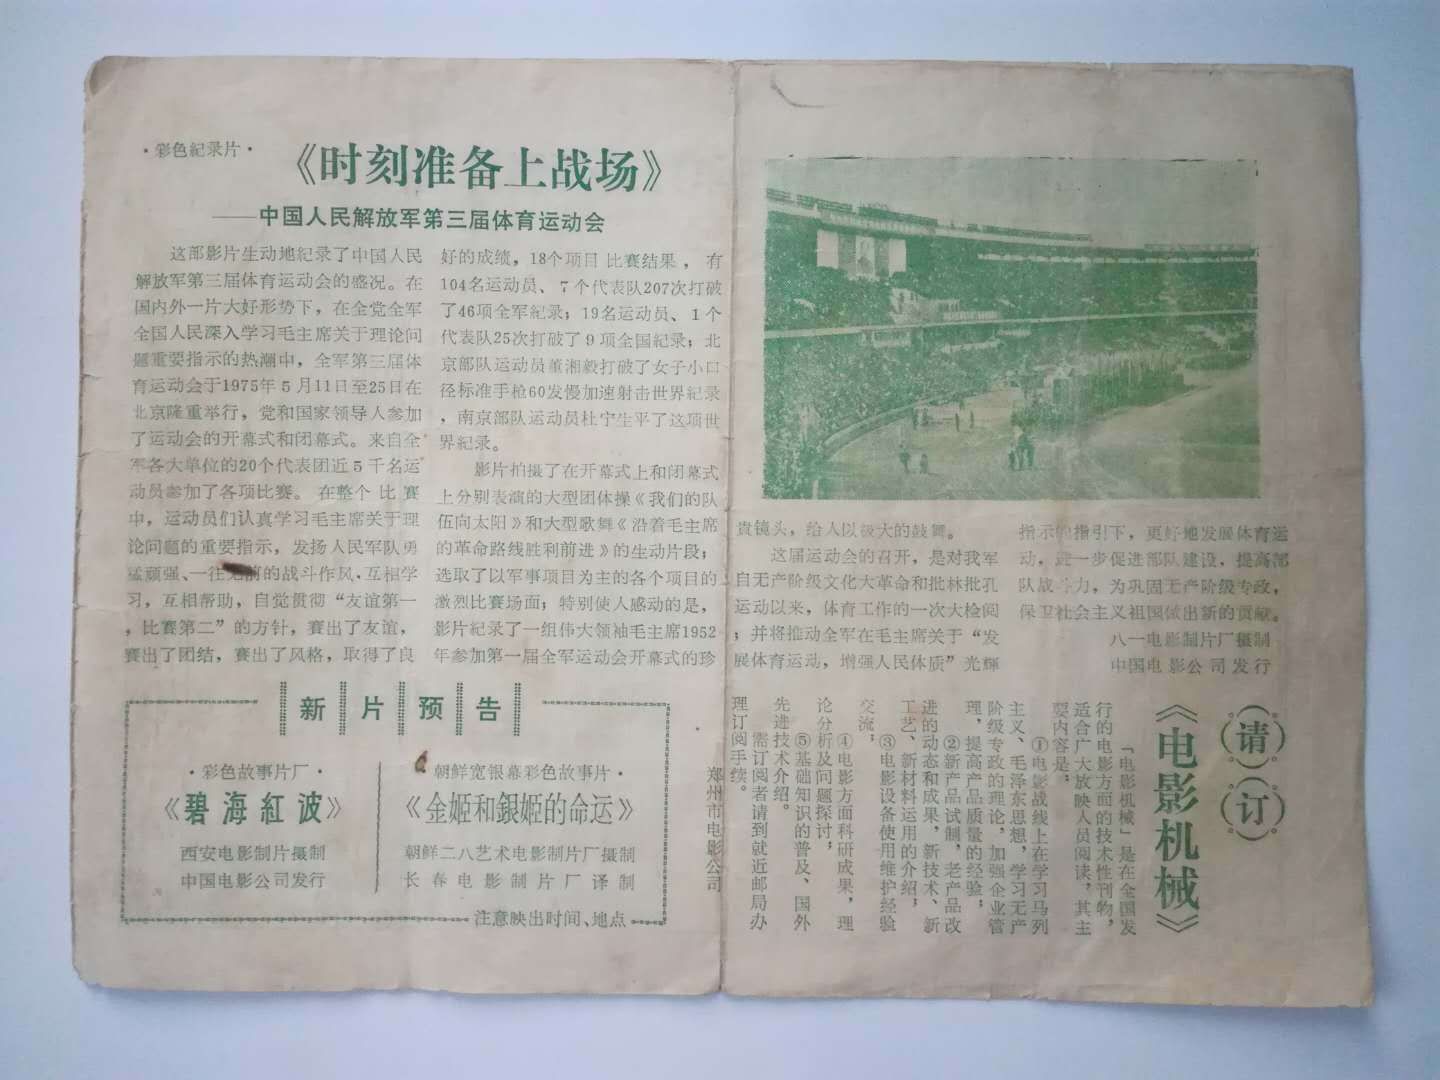 ·彩色紀录片·
《时刻准备上战场》
——中国人民解放军第三届体育运动会
这部影片生动地紀录了中国人民
解放军第三届体育运动会的盛况。在
国内外一片大好形势下，在全党全军
全国人民深入学习毛主席关于理论问
题重要指示的热潮中，全军第三届体
育运动会于1975年5月11日至25日在
北京隆重举行，党和国家领导人参加
了运动会的开幕式和闭幕式。来自全
军各大单位的20个代表团近5千名运
动员参加了各项比赛。在整个比赛
中，运动员们认真学习毛主席关于理
论问题的重要指示，发扬人民军队勇
猛顽强、一往无前的战斗作风，互相学
习，互相帮助，自觉贯彻“友谊第一
，比赛第二”的方针，赛出了友谊，
赛出了团结，赛出了风格，取得了良
好的成绩，18个项目比赛结果，有
104名运动员、7个代表队207次打破
了46项全军紀录；19名运动员、1个
代表队25次打破了9项全国紀录；北
京部队运动员董湘毅打破了女子小口
径标准手枪60发慢加速射击世界紀录
，南京部队运动员杜宁生平了这项世
界紀录。
影片拍摄了在开幕式上和闭幕式
上分别表演的大型团体操《我们的队
伍向太阳》和大型歌舞《沿着毛主席
的革命路线胜利前进》的生动片段；
选取了以军事项目为主的各个项目的
激烈比赛场面；特别使人感动的是，
影片紀录了一组伟大领袖毛主席1952
年参加第一届全军运动会开幕式的珍
貴镜头，给人以极大的鼓舞。
这届运动会的召开，是对我军
自无产阶级文化大革命和批林批孔
运动以来，体育工作的一次大检阅
；并将推动全军在毛主席关于“发
展体育运动，增强人民体质”光輝
指示的指引下，更好地发展体育运
动，进一步促进部队建设，提高部
队战斗力，为巩固无产阶级专政，
保卫社会主义祖国做出新的贡献。
八一电影制片厂摄制
中国电影公司发行
新片预告
·彩色故事片厂·
《碧海紅波》
西安电影制片摄制
中国电影公司发行
·朝鲜宽银幕彩色故事片·
《金姬和銀姬的命运》
朝鲜二八艺术电影制片厂摄制
长春电影制片厂译制
注意映出时间、地点
（请）（订）
《电影机械》
「电影机械」是在全国发
行的电影方面的技术性刊物，
适合广大放映人员阅读，其主
要内容是：
①电影战线上在学习马列
主义、毛泽东思想，学习无产
阶级专政的理论，加强企业管
理，提高产品质量的经验，
②新产品试制，老产品改
进的动态和成果，新技术、新
工艺、新材料运用的介绍，
③电影设备使用维护经验
交流，
④电影方面科研成果，理
论分析及问题探讨，
⑤基础知识的普及、国外
先进技术介绍。
需订阅者请到就近邮局办
理订阅手续。
郑州市电影公司